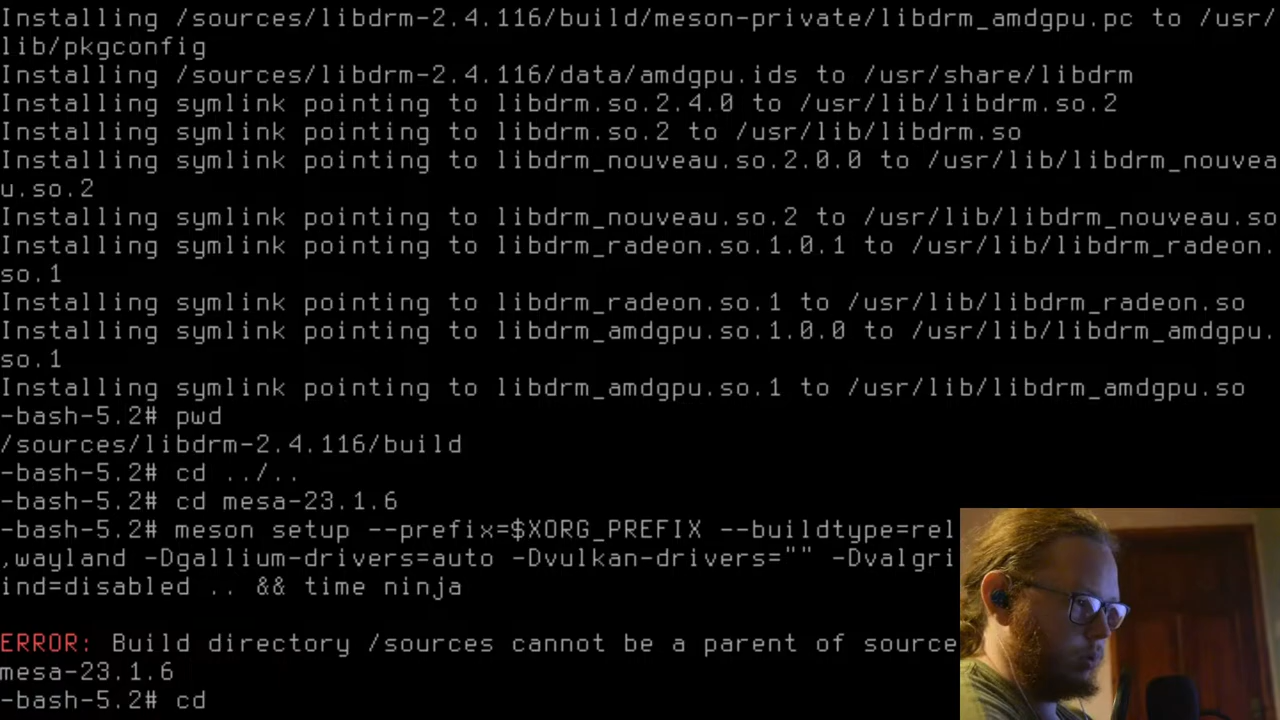 Installing /sources/libdrm-2.4.116/build/meson-private/libdrm_amdgpu.pc to /usr/
lib/pkgconfig
Installing /sources/libdrm-2.4.116/data/amdgpu.ids to /usr/share/libdrm
Installing symlink pointing to libdrm.so.2.4.0 to /usr/lib/libdrm.so.2
Installing symlink pointing to libdrm.so.2 to /usr/lib/libdrm.so
Installing symlink pointing to libdrm_nouveau.so.2.0.0 to /usr/lib/libdrm_nouvea
u.so.2
Installing symlink pointing to libdrm_nouveau.so.2 to /usr/lib/libdrm_nouveau.so
Installing symlink pointing to libdrm_radeon.so.1.0.1 to /usr/lib/libdrm_radeon.
so.1
Installing symlink pointing to libdrm_radeon.so.1 to /usr/lib/libdrm_radeon.so
Installing symlink pointing to libdrm_amdgpu.so.1.0.0 to /usr/lib/libdrm_amdgpu.
so.1
Installing symlink pointing to libdrm_amdgpu.so.1 to /usr/lib/libdrm_amdgpu.so
-bash-5.2# pwd
/sources/libdrm-2.4.116/build
-bash-5.2# cd ../..
-bash-5.2# cd mesa-23.1.6
-bash-5.2# meson setup --prefix=$XORG_PREFIX --buildtype=rel
,wayland -Dgallium-drivers=auto -Dvulkan-drivers="" -Dvalgri
ind=disabled .. && time ninja
ERROR: Build directory /sources cannot be a parent of source
mesa-23.1.6
-bash-5.2# cd